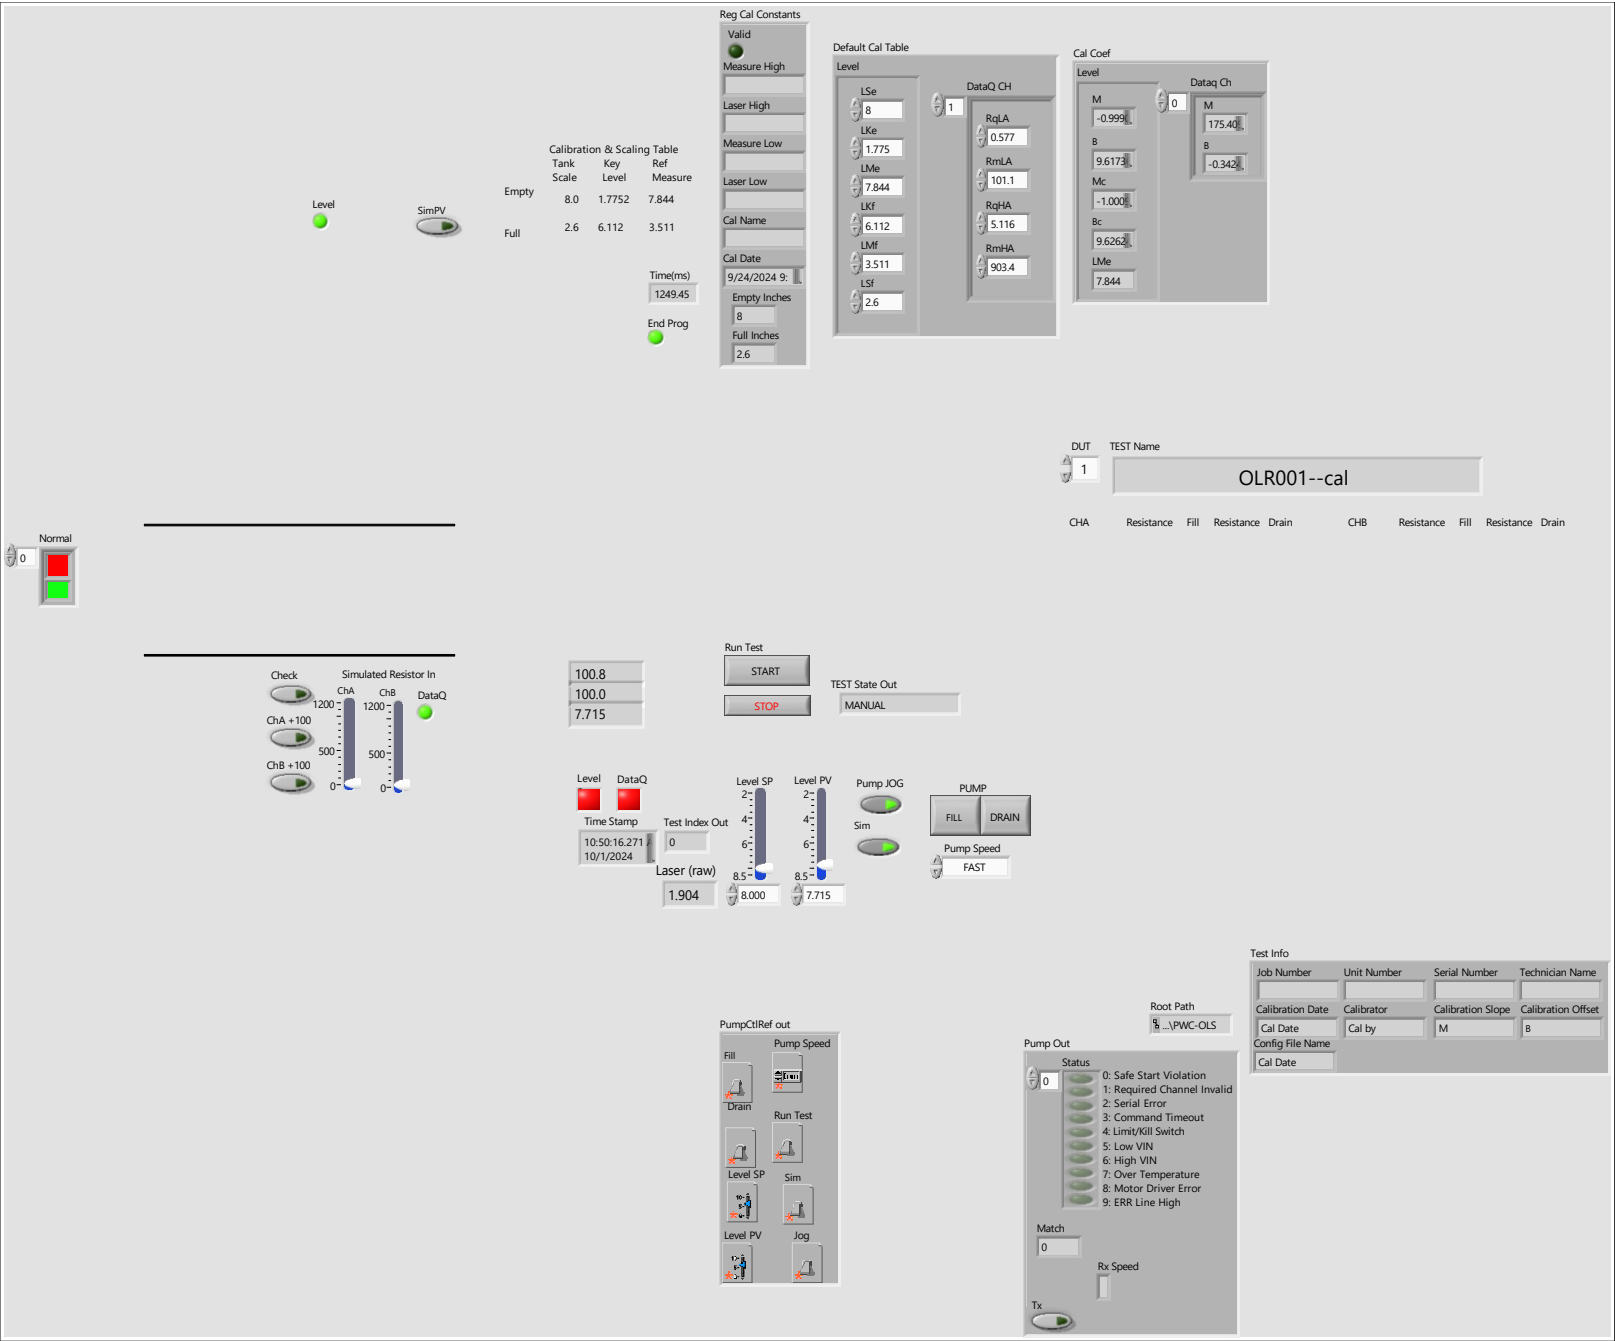 Reg Cal Constants
Valid
Measure High
Laser High
Measure Low
Laser Low
Cal Name
Cal Date
9/24/2024 9:
Empty Inches
8
Full Inches
2.6
Default Cal Table
Level
LSe
8
LKe
1.775
LMe
7.844
LKf
6.112
LMf
3.511
LSf
2.6
DataQ CH
1
RqLA
0.577
RmLA
101.1
RqHA
5.116
RmHA
903.4
Cal Coef
Level
M
-0.999
B
9.6173
Mc
-1.000
Bc
9.6262
LMe
7.844
Dataq Ch
0
M
175.40
B
-0.342
Calibration & Scaling Table
Tank Key Ref
Scale Level Measure
Empty 8.0 1.7752 7.844
Full 2.6 6.112 3.511
Level
SimPV
Time(ms)
1249.45
End Prog
DUT
1
TEST Name
OLR001--cal
CHA Resistance Fill Resistance Drain CHB Resistance Fill Resistance Drain
Normal
0
Check
ChA +100
ChB +100
Simulated Resistor In
ChA ChB
1200 1200
500 500
0 0
DataQ
100.8
100.0
7.715
Run Test
START
STOP
TEST State Out
MANUAL
Level DataQ
Time Stamp
10:50:16.271
10/1/2024
Test Index Out
0
Laser (raw)
1.904
Level SP
2
4
6
8.5
8.000
Level PV
2
4
6
8.5
7.715
Pump JOG
Sim
PUMP
FILL DRAIN
Pump Speed
FAST
Test Info
Job Number Unit Number Serial Number Technician Name
Calibration Date Calibrator Calibration Slope Calibration Offset
Cal Date Cal by M B
Config File Name
Cal Date
Root Path
...\PWC-OLS
PumpCtlRef out
Fill
Pump Speed
Drain
Run Test
Level SP
Sim
Level PV
Jog
Pump Out
Status
0
0: Safe Start Violation
1: Required Channel Invalid
2: Serial Error
3: Command Timeout
4: Limit/Kill Switch
5: Low VIN
6: High VIN
7: Over Temperature
8: Motor Driver Error
9: ERR Line High
Match
0
Rx Speed
Tx